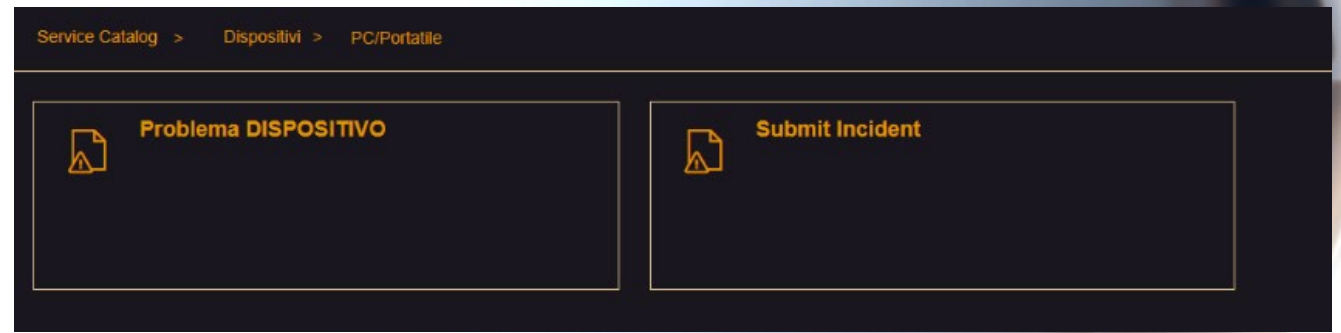 Service Catalog > Dispositivi > PC/Portatile
Problema DISPOSITIVO
Submit Incident